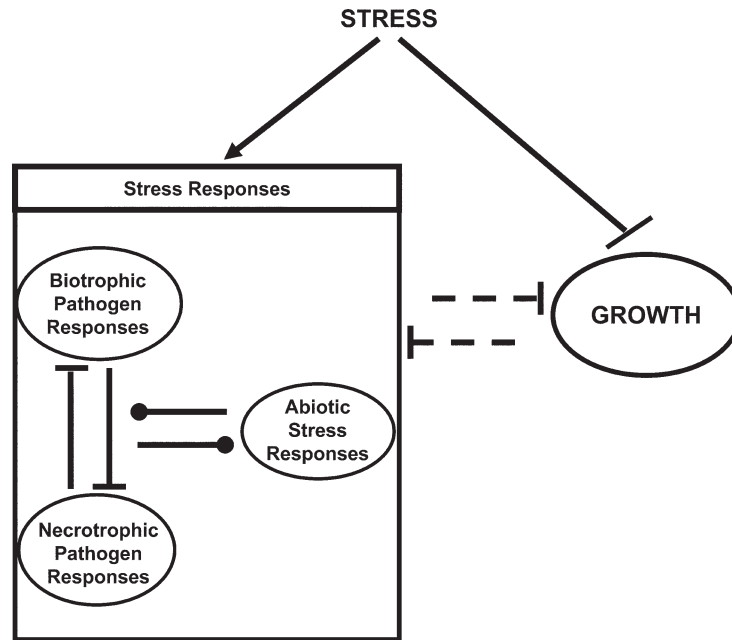 STRESS
Stress Responses
Biotrophic
Pathogen
Responses
GROWTH
Abiotic
Stress
Responses
Necrotrophic
Pathogen
Responses